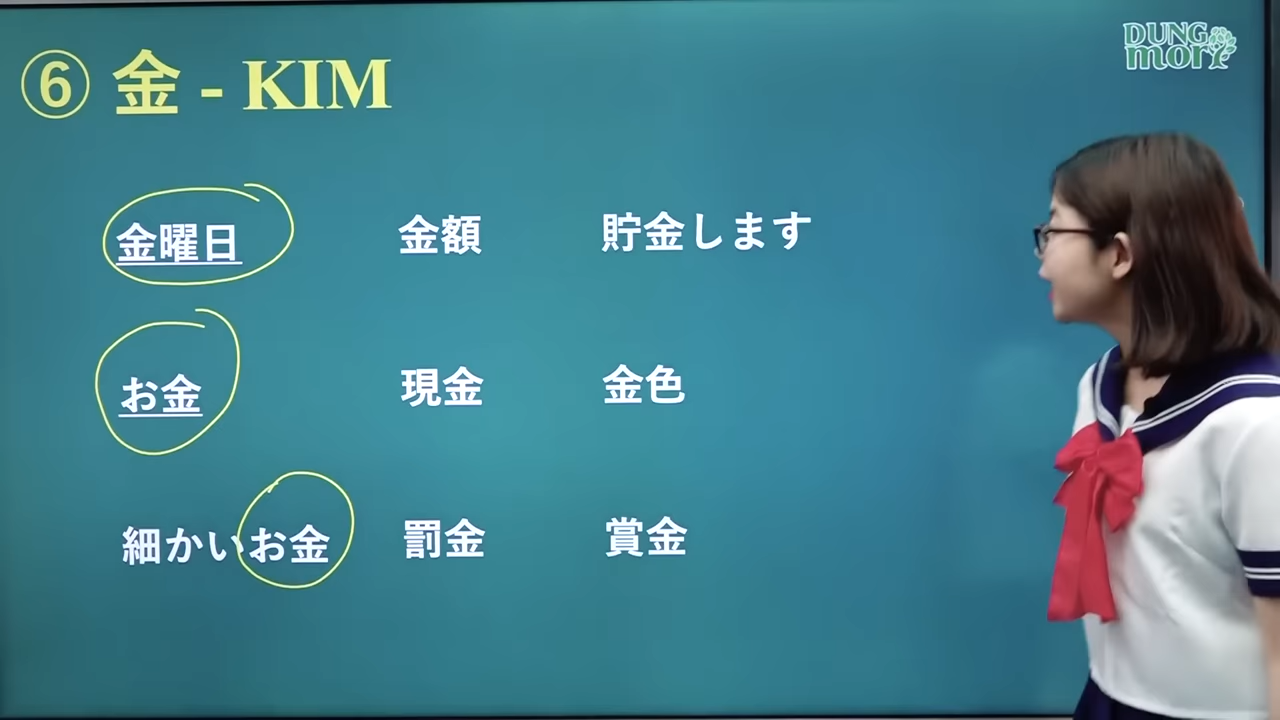 ⑥ 金 - KIM
DUNG
mori
金曜日 金額 貯金します
お金 現金 金色
細かいお金 罰金 賞金